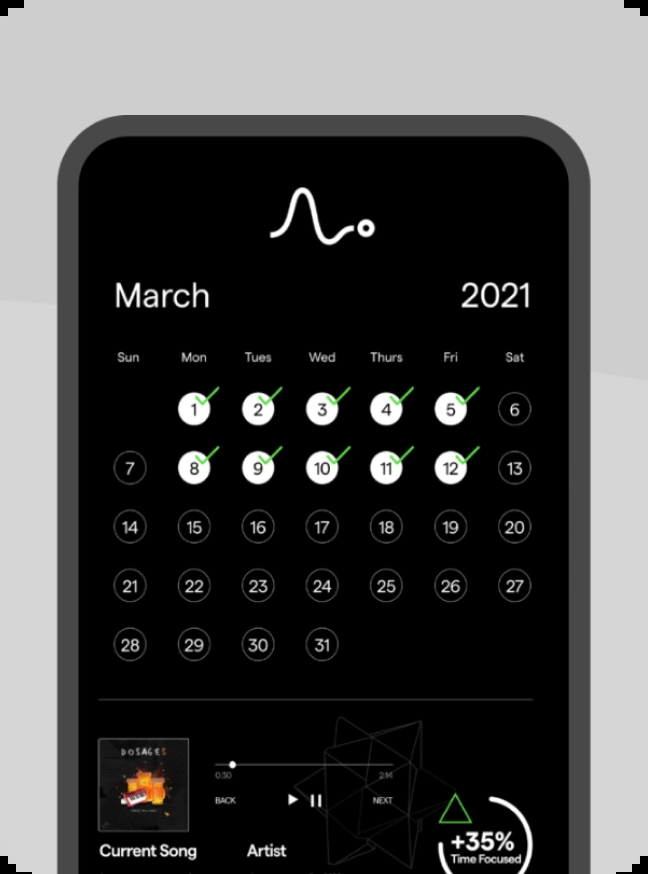 March 2021
Sun Mon Tues Wed Thurs Fri Sat
1 2 3 4 5 6
7 8 9 10 11 12 13
14 15 16 17 18 19 20
21 22 23 24 25 26 27
28 29 30 31
DOSAGES
0:30 2:14
BACK NEXT
+35%
Time Focused
Current Song Artist